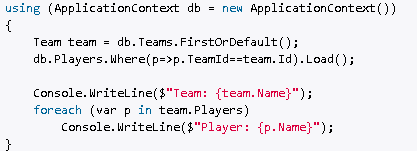 using (ApplicationContext db = new ApplicationContext())
{
    Team team = db.Teams.FirstOrDefault();
    db.Players.Where(p=>p.TeamId==team.Id).Load();

    Console.WriteLine($"Team: {team.Name}");
    foreach (var p in team.Players)
        Console.WriteLine($"Player: {p.Name}");
}